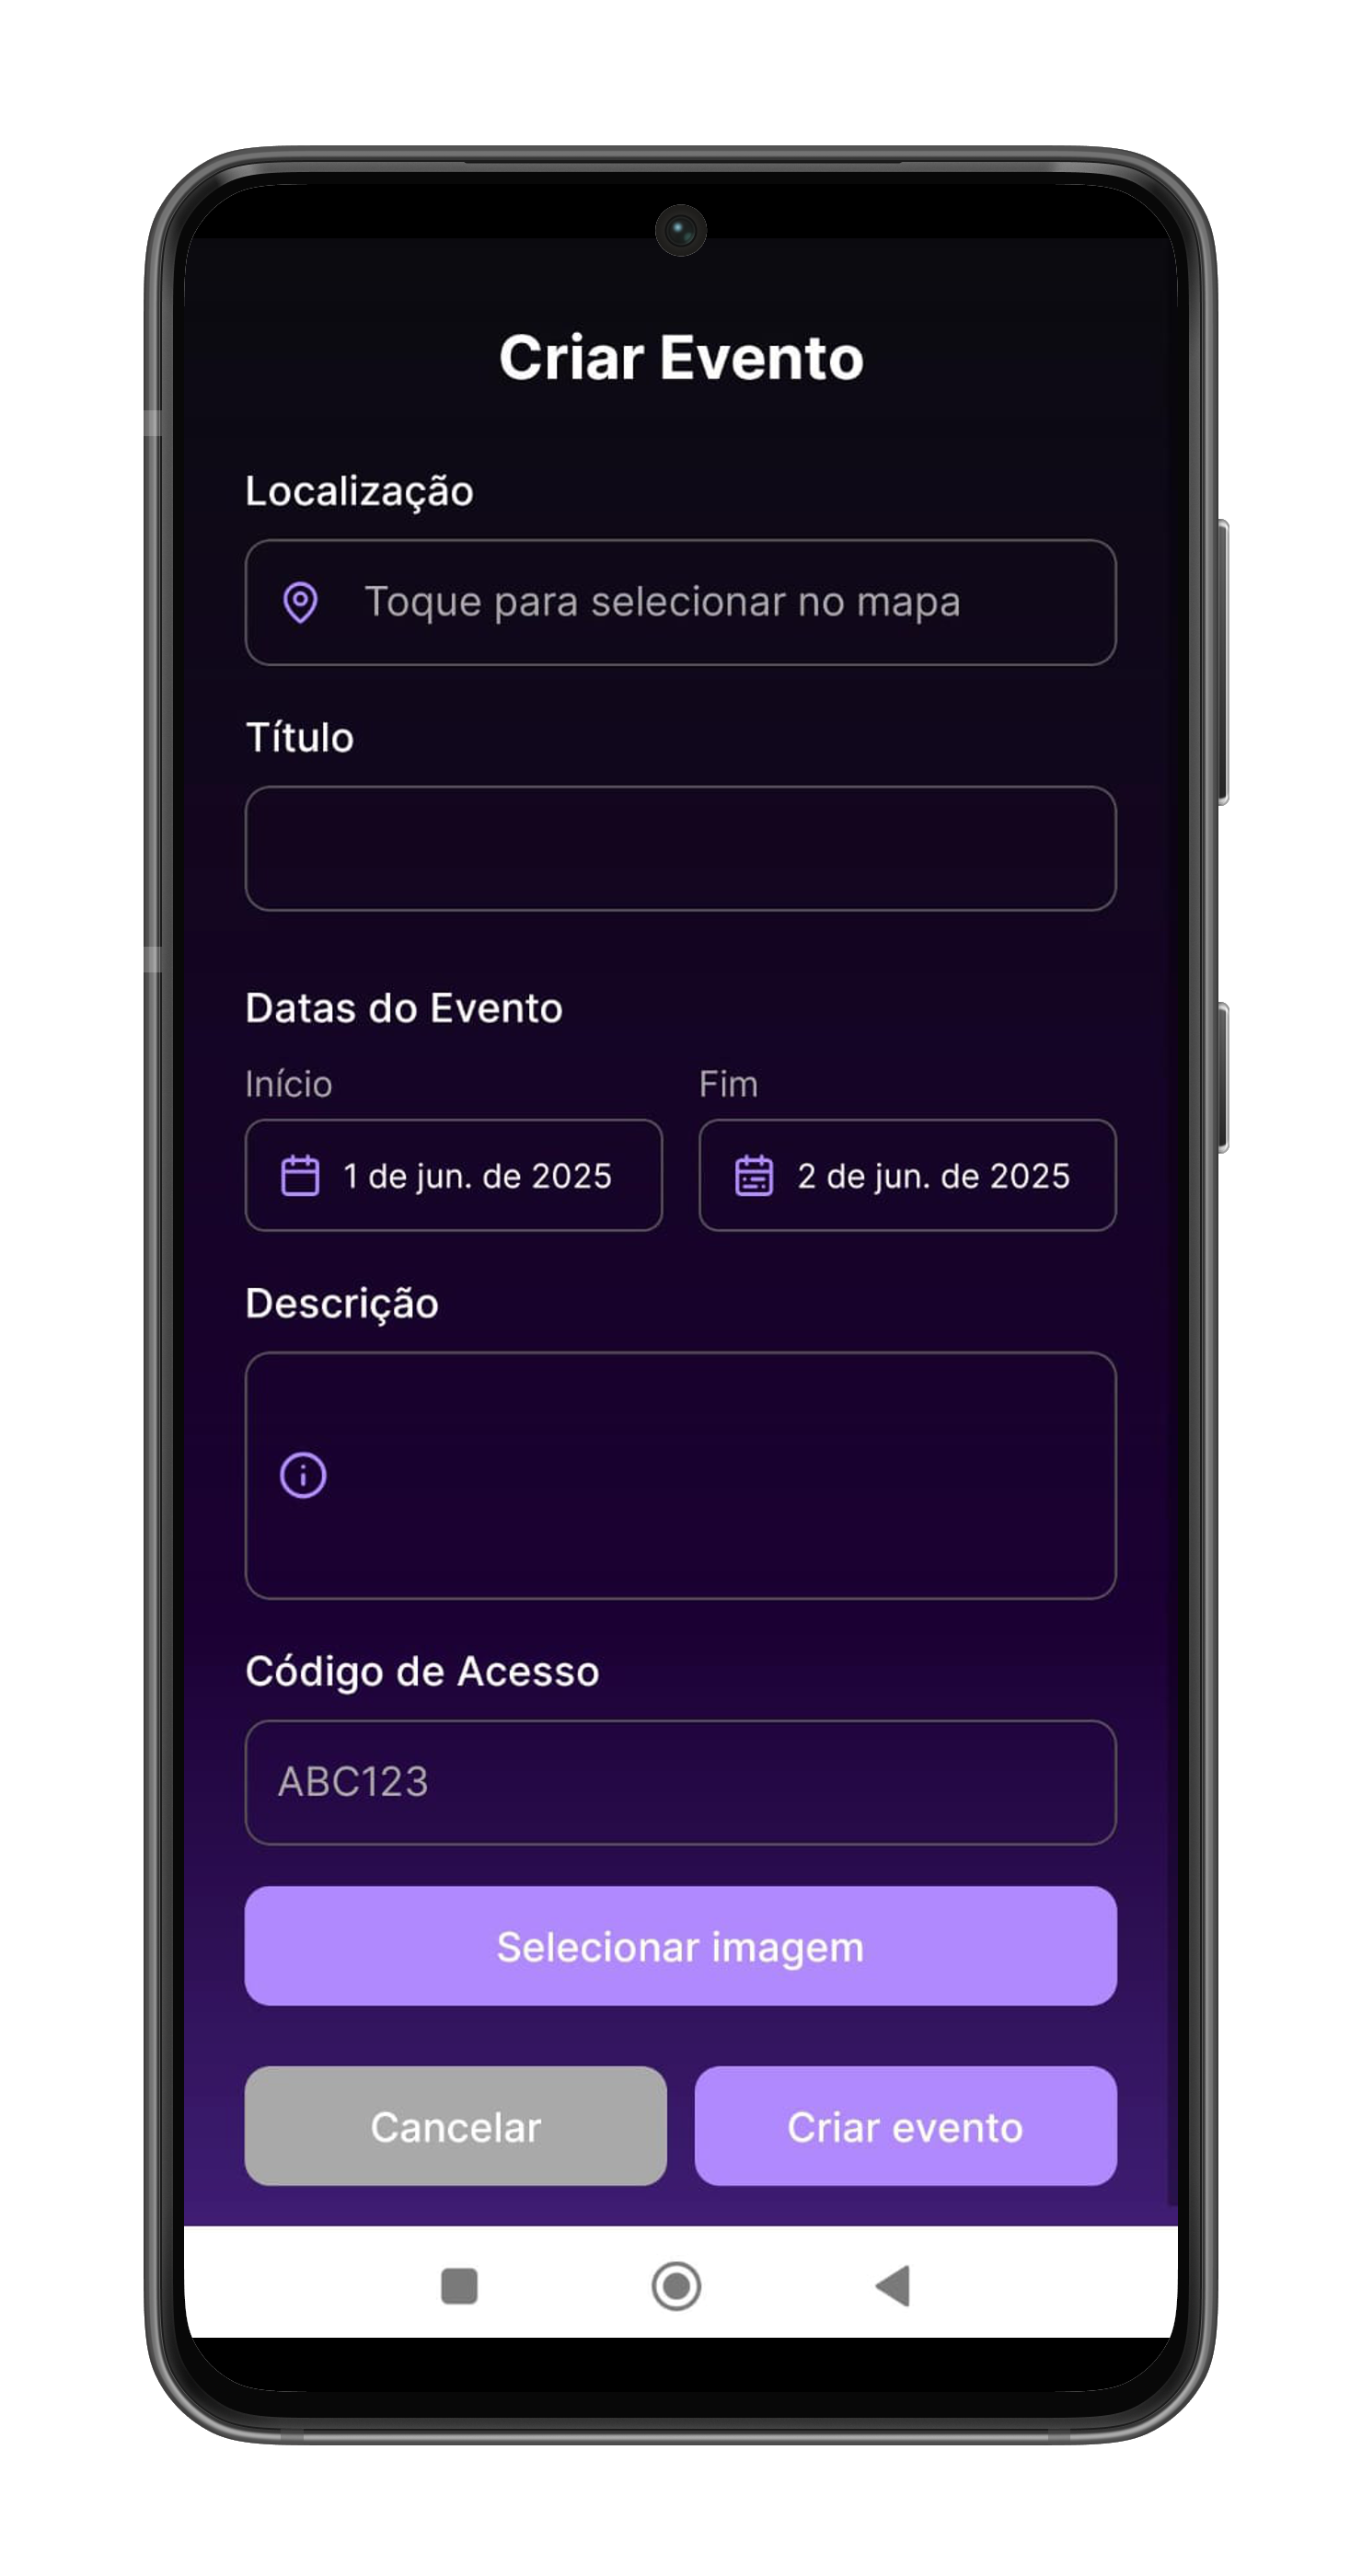 Criar Evento
Localização
Toque para selecionar no mapa
Título
Datas do Evento
Início
Fim
1 de jun. de 2025
2 de jun. de 2025
Descrição
Código de Acesso
ABC123
Selecionar imagem
Cancelar
Criar evento